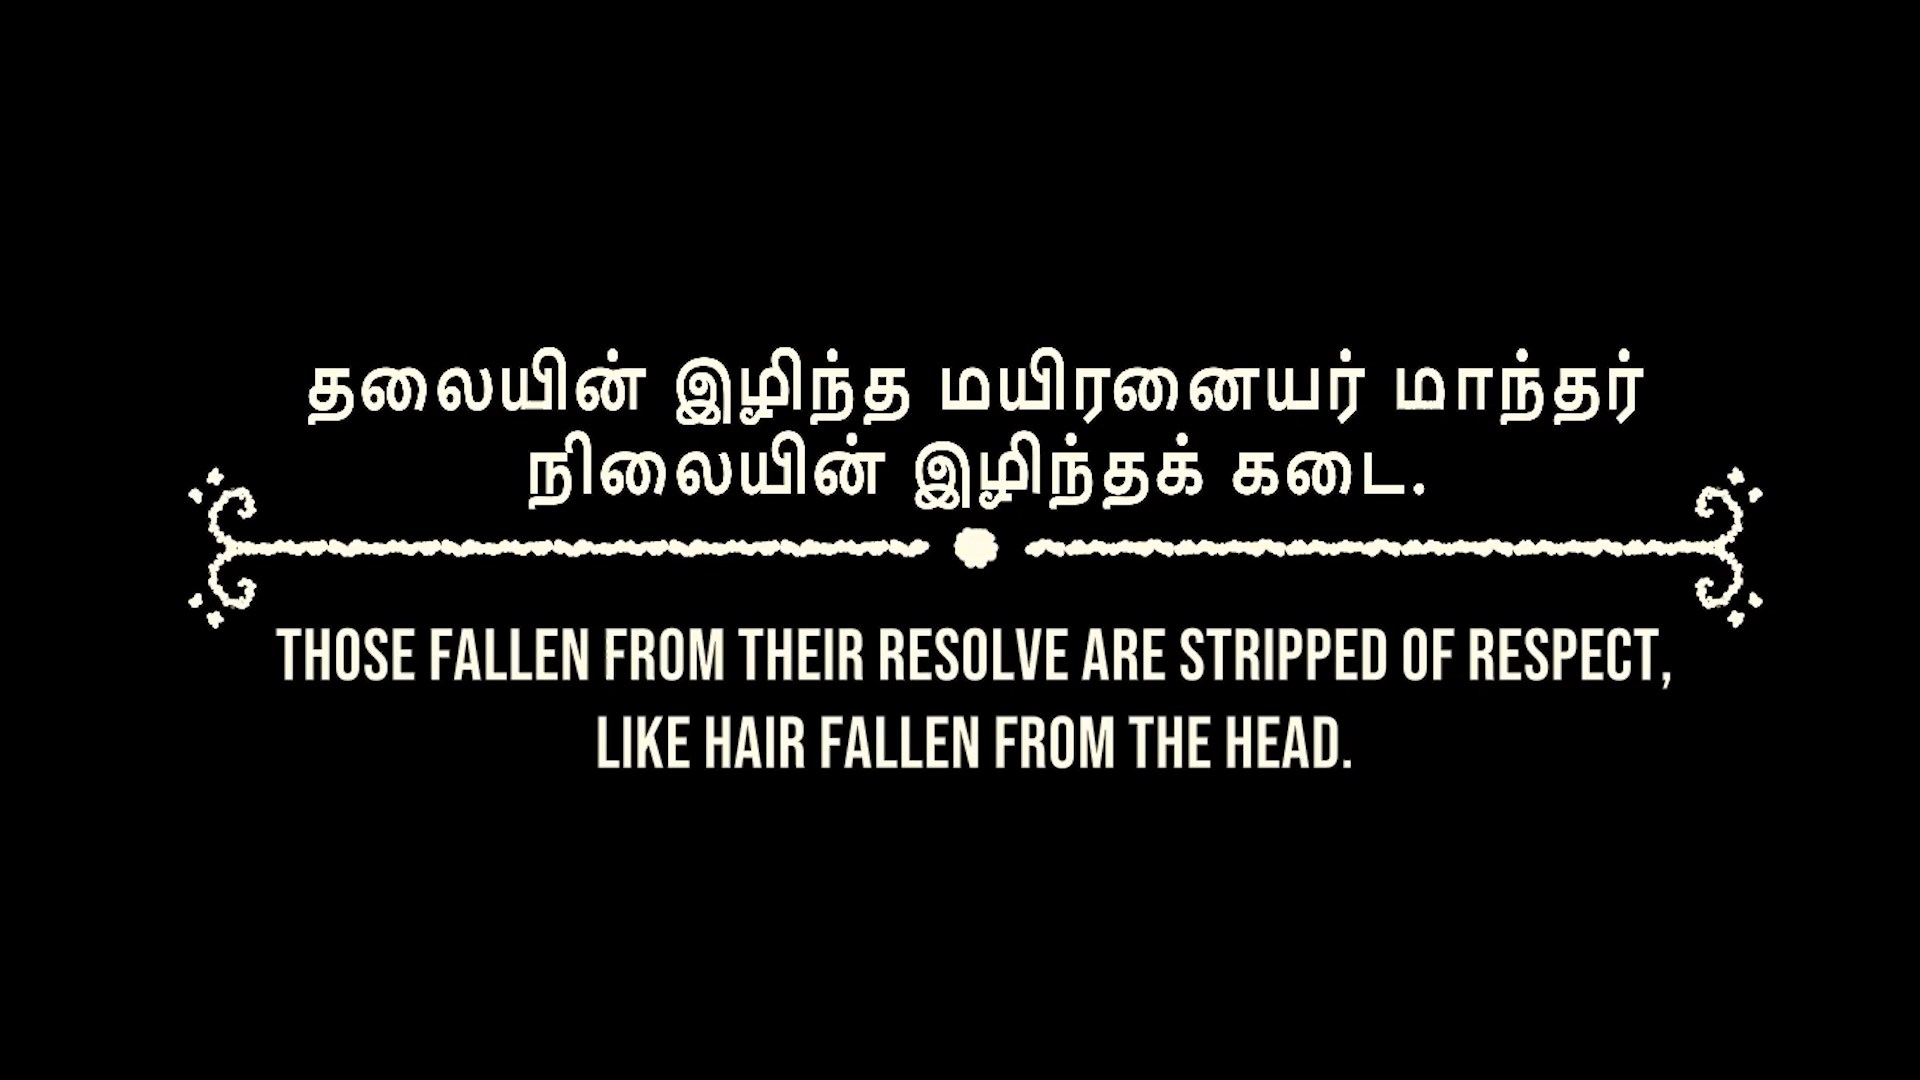 தலையின் இழிந்த மயிரனையர் மாந்தர்
நிலையின் இழிந்தக் கடை.
THOSE FALLEN FROM THEIR RESOLVE ARE STRIPPED OF RESPECT,
LIKE HAIR FALLEN FROM THE HEAD.